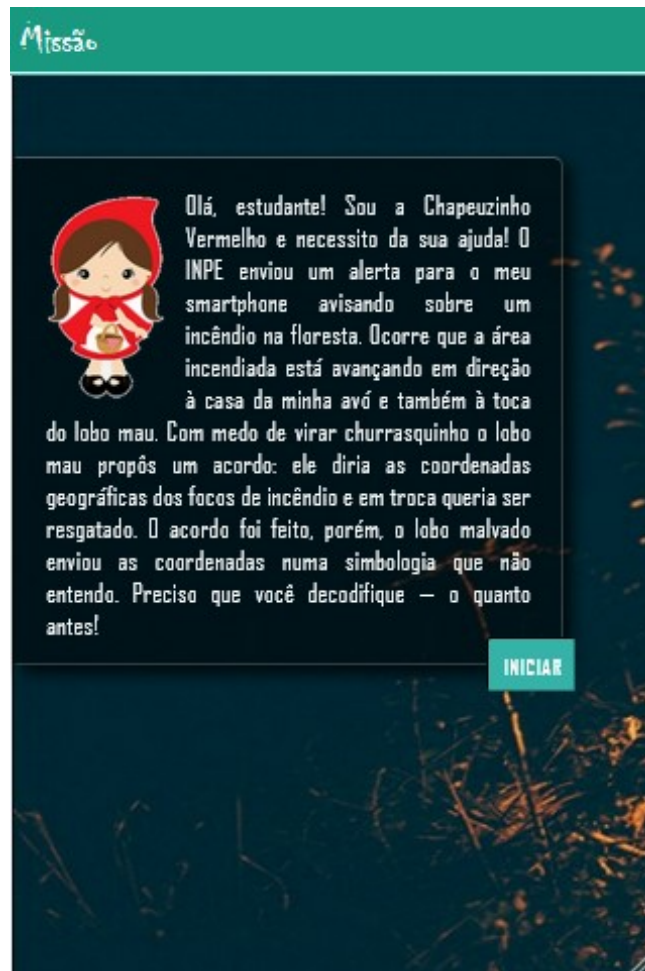 Missão
Olá, estudante! Sou a Chapeuzinho
Vermelho e necessito da sua ajuda! O
INPE enviou um alerta para o meu
smartphone avisando sobre um
incêndio na floresta. Ocorre que a área
incendiada está avançando em direção
à casa da minha avó e também à toca
do lobo mau. Com medo de virar churrasquinho o lobo
mau propôs um acordo: ele diria as coordenadas
geográficas dos focos de incêndio e em troca queria ser
resgatado. O acordo foi feito, porém, o lobo malvado
enviou as coordenadas numa simbologia que não
entendo. Preciso que você decodifique – o quanto
antes!
INICIAR